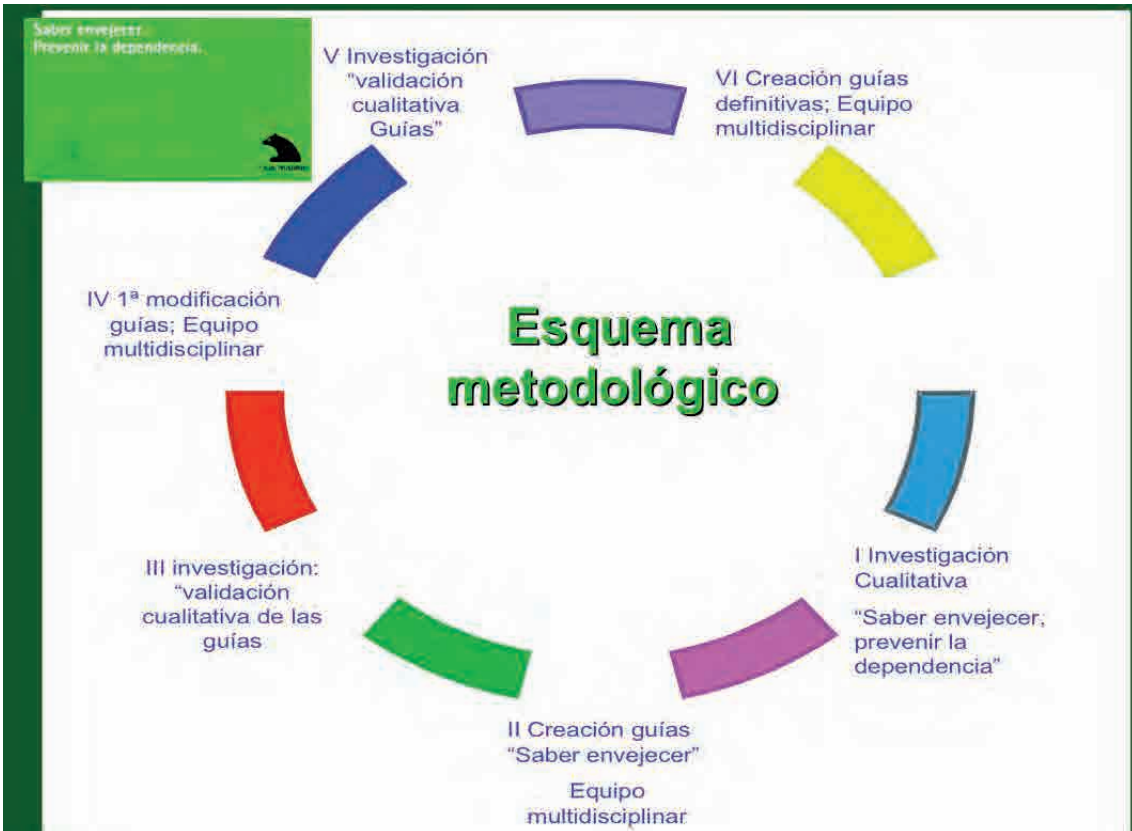 Saber envejecer.
Prevenir la dependencia.
V Investigación
“validación
cualitativa
Guías”
VI Creación guías
definitivas; Equipo
multidisciplinar
IV 1ª modificación
guías; Equipo
multidisciplinar
Esquema
metodológico
III investigación:
“validación
cualitativa de las
guías
I Investigación
Cualitativa
“Saber envejecer,
prevenir la
dependencia”
II Creación guías
“Saber envejecer”
Equipo
multidisciplinar